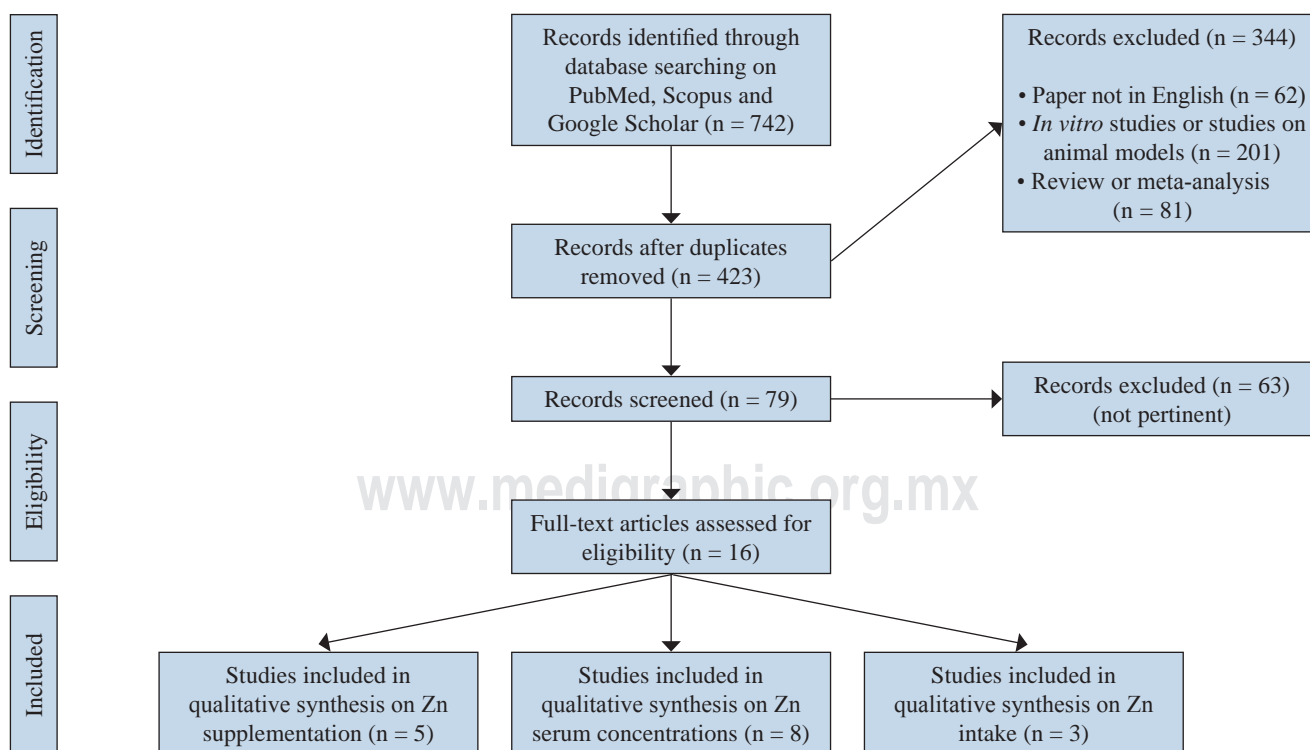 Identification
Records identified through
database searching on
PubMed, Scopus and
Google Scholar (n = 742)
Records excluded (n = 344)
• Paper not in English (n = 62)
• In vitro studies or studies on
animal models (n = 201)
• Review or meta-analysis
(n = 81)
Screening
Records after duplicates
removed (n = 423)
Records screened (n = 79)
Records excluded (n = 63)
(not pertinent)
Eligibility
www.medigraphic.org.mx
Full-text articles assessed for
eligibility (n = 16)
Included
Studies included in
qualitative synthesis on Zn
supplementation (n = 5)
Studies included in
qualitative synthesis on Zn
serum concentrations (n = 8)
Studies included in
qualitative synthesis on Zn
intake (n = 3)